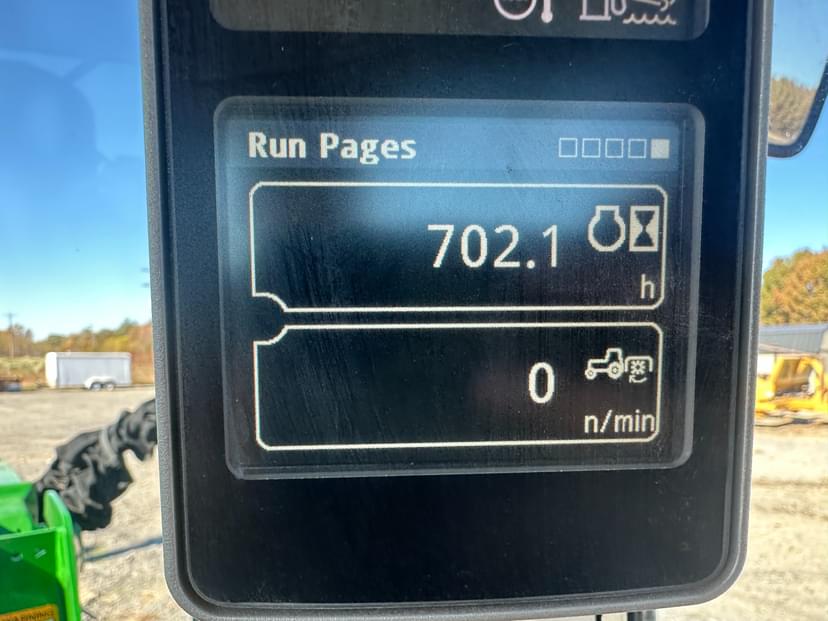 Run Pages
702.1
h
0
n/min